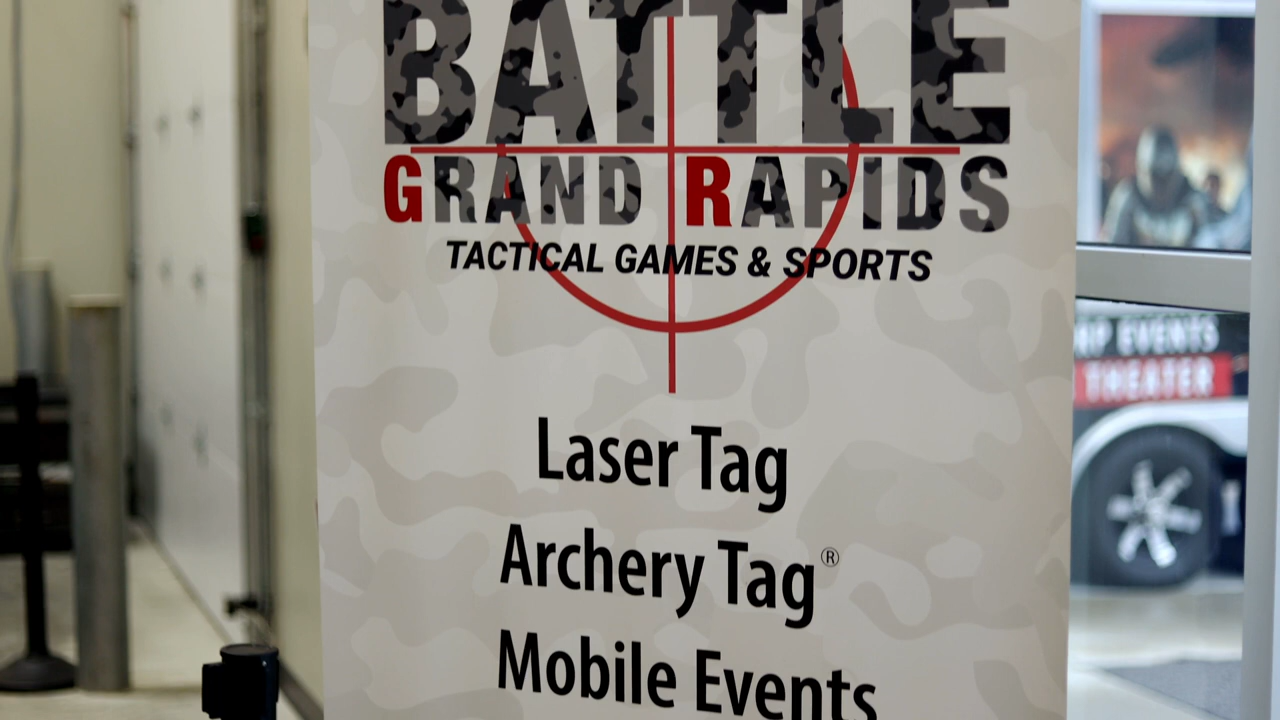 BATTLE
GRAND RAPIDS
TACTICAL GAMES & SPORTS
Laser Tag
Archery Tag®
Mobile Events
EVENTS
THEATER